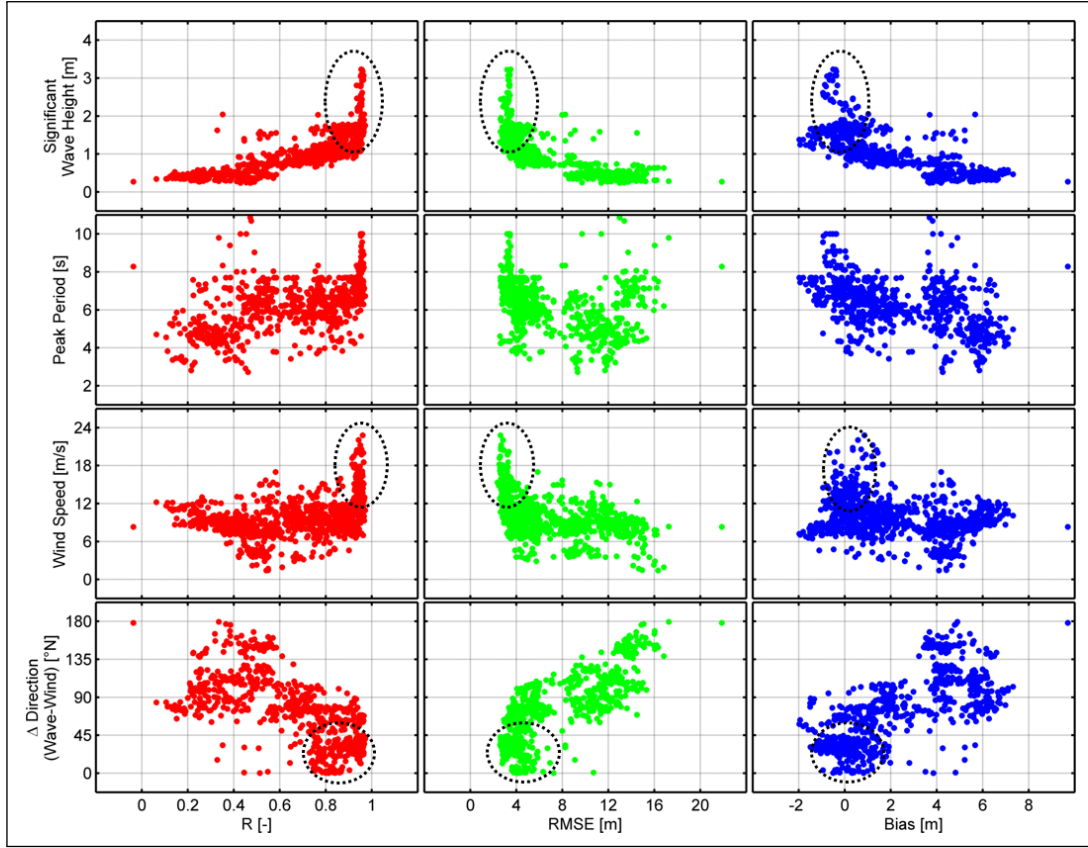 Significant
Wave Height [m]
4
3
2
1
0
Peak Period [s]
10
8
6
4
2
Wind Speed [m/s]
24
18
12
6
0
Δ Direction
(Wave-Wind) [°N]
180
135
90
45
0
0 0.2 0.4 0.6 0.8 1
R [-]
0 4 8 12 16 20
RMSE [m]
-2 0 2 4 6 8
Bias [m]